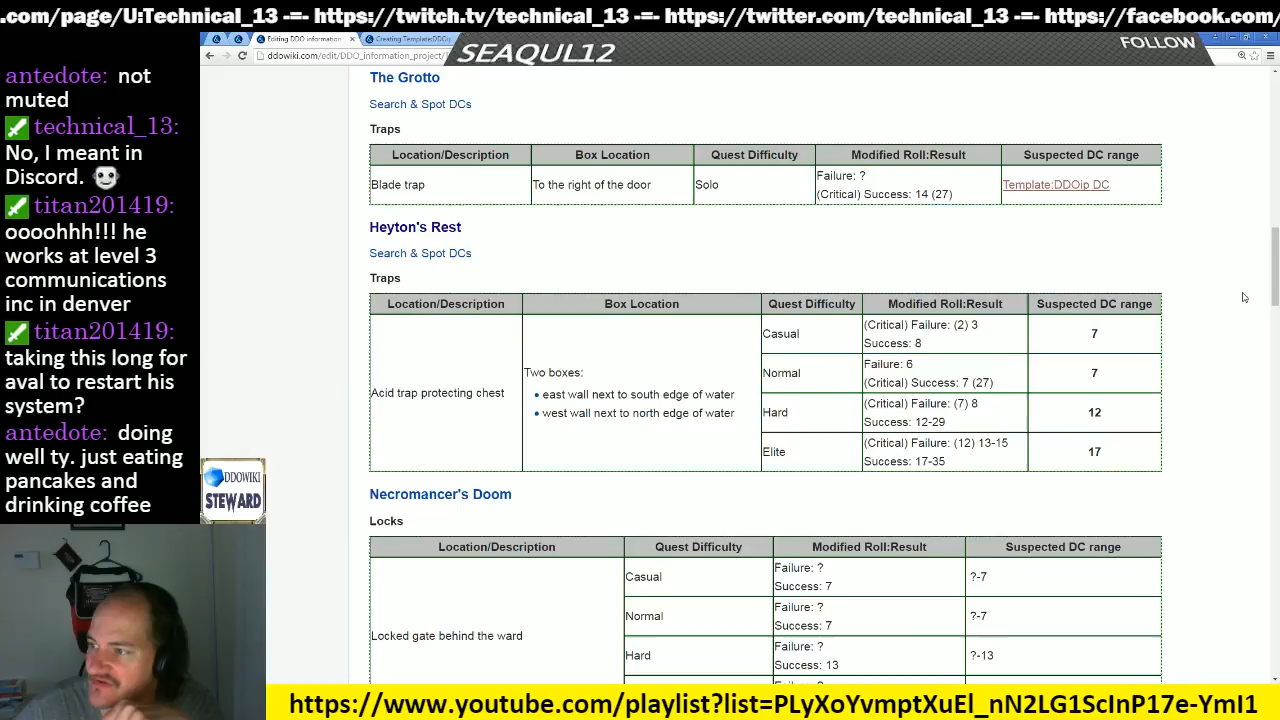 .com/page/U:Technical_13 -=- https://twitch.tv/technical_13 -=- https://twitter.com/technical_13 -=- https://facebook.com/
Editing DDO information
Creating Template:DDOip
SEAQUL12
FOLLOW
ddowiki.com/edit/DDO_information_project/
antedote: not
muted
technical_13:
No, I meant in
Discord.
titan201419:
oooohhh!!! he
works at level 3
communications
inc in denver
titan201419:
taking this long for
aval to restart his
system?
antedote: doing
well ty. just eating
pancakes and
drinking coffee
DDOWIKI
STEWARD
The Grotto
Search & Spot DCs
Traps
Location/Description Box Location Quest Difficulty Modified Roll:Result Suspected DC range
Blade trap To the right of the door Solo Failure: ?
(Critical) Success: 14 (27) Template:DDOip DC
Heyton's Rest
Search & Spot DCs
Traps
Location/Description Box Location Quest Difficulty Modified Roll:Result Suspected DC range
Acid trap protecting chest
Two boxes:
east wall next to south edge of water
west wall next to north edge of water
Casual (Critical) Failure: (2) 3
Success: 8 7
Normal Failure: 6
(Critical) Success: 7 (27) 7
Hard (Critical) Failure: (7) 8
Success: 12-29 12
Elite (Critical) Failure: (12) 13-15
Success: 17-35 17
Necromancer's Doom
Locks
Location/Description Quest Difficulty Modified Roll:Result Suspected DC range
Locked gate behind the ward
Casual Failure: ?
Success: 7 ?-7
Normal Failure: ?
Success: 7 ?-7
Hard Failure: ?
Success: 13 ?-13
https://www.youtube.com/playlist?list=PLyXoYvmptXuEl_nN2LG1ScInP17e-YmI1